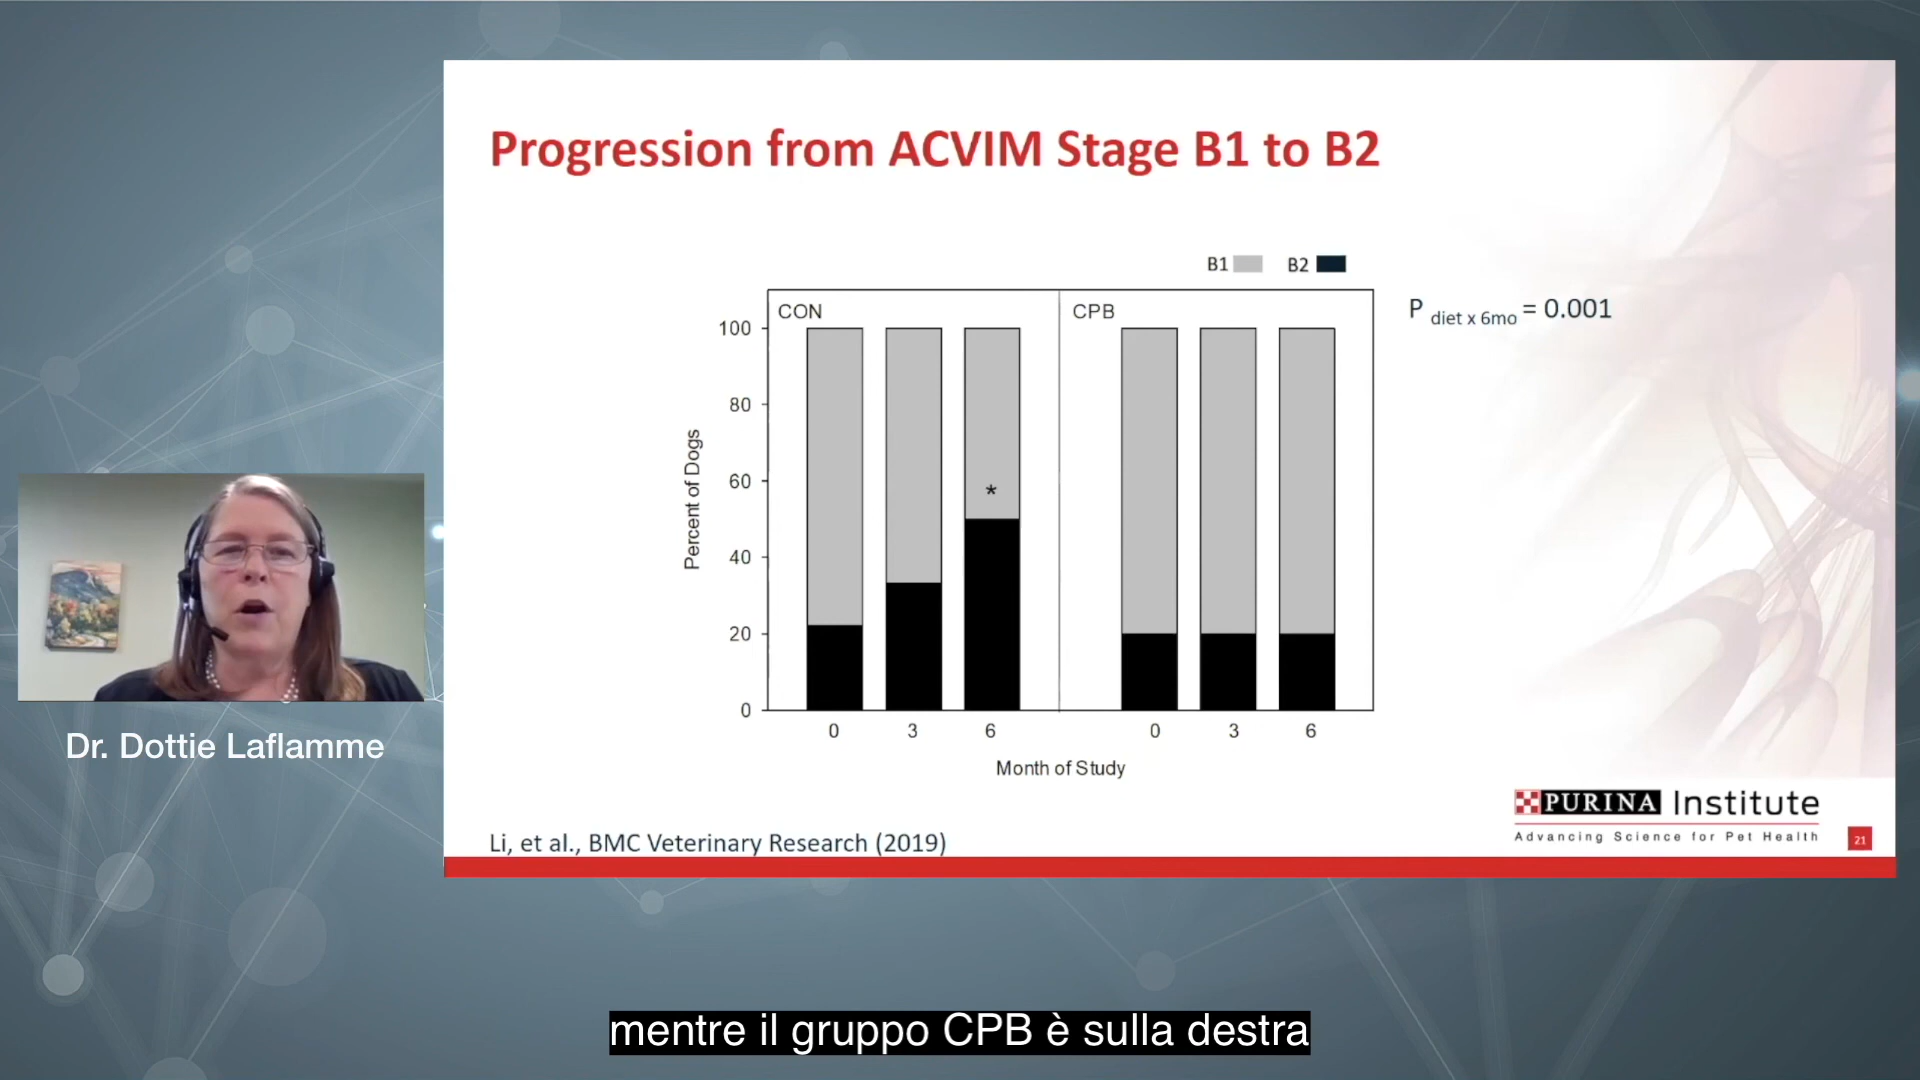 Progression from ACVIM Stage B1 to B2
B1 B2
CON
CPB
P diet x 6mo = 0.001
100
80
60
40
20
0
*
Percent of Dogs
0 3 6 0 3 6
Month of Study
Li, et al., BMC Veterinary Research (2019)
PURINA Institute
Advancing Science for Pet Health
21
Dr. Dottie Laflamme
mentre il gruppo CPB è sulla destra